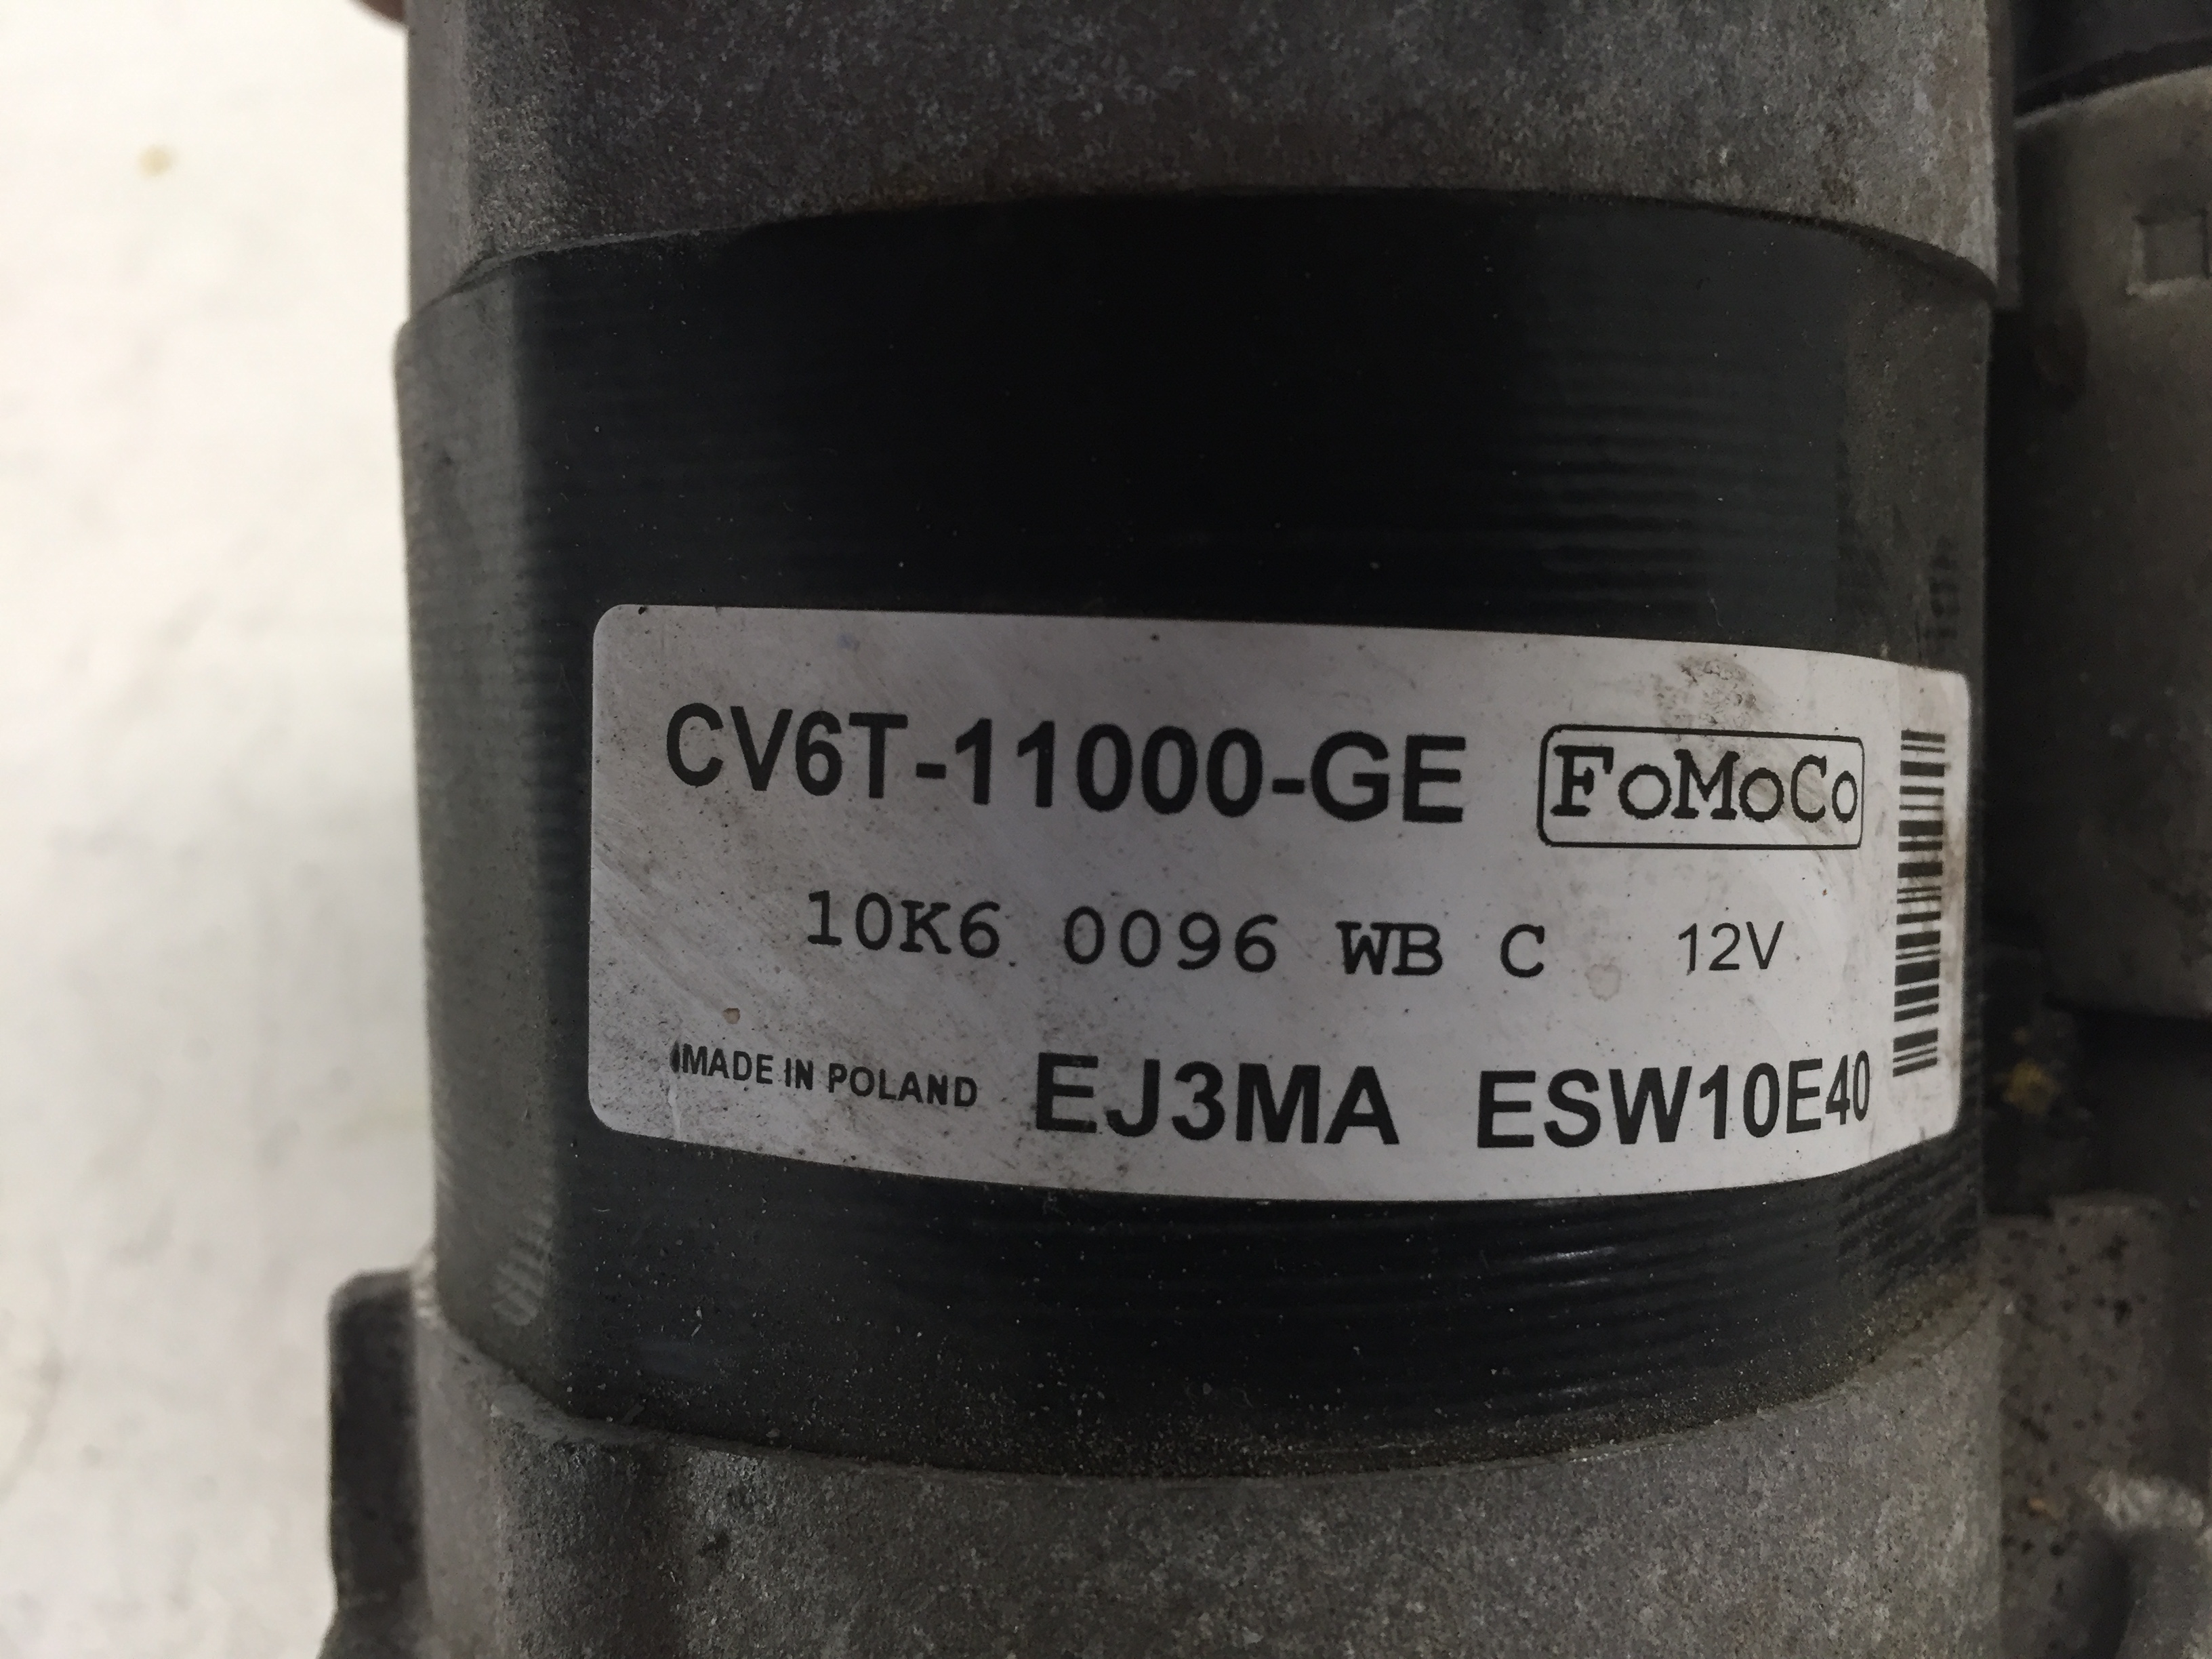 CV6T-11000-GE FoMoCo
10K6 0096 WB C 12V
MADE IN POLAND EJ3MA ESW10E40